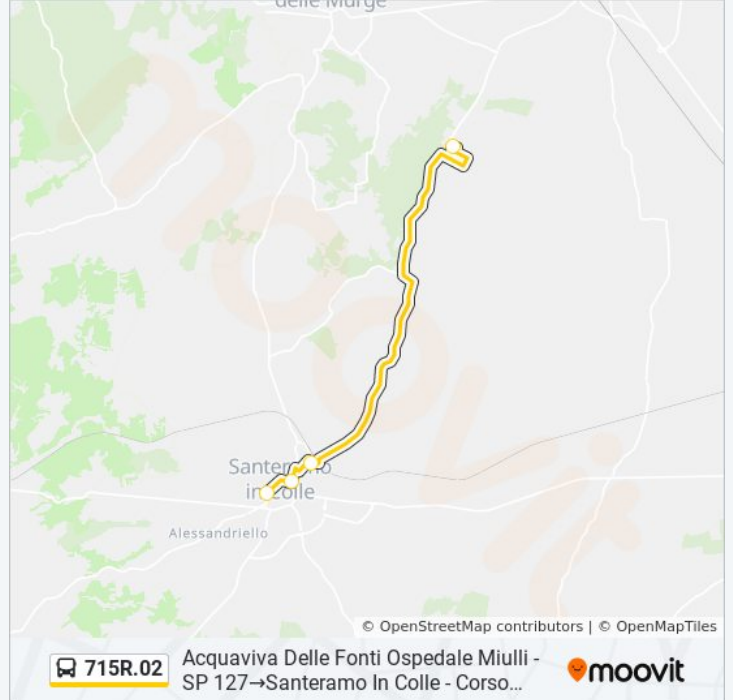 delle Murge
Santeramo
in Colle
Alessandriello
© OpenStreetMap contributors | © OpenMapTiles
715R.02
Acquaviva Delle Fonti Ospedale Miulli -
SP 127→Santeramo In Colle - Corso...
moovit
moovit